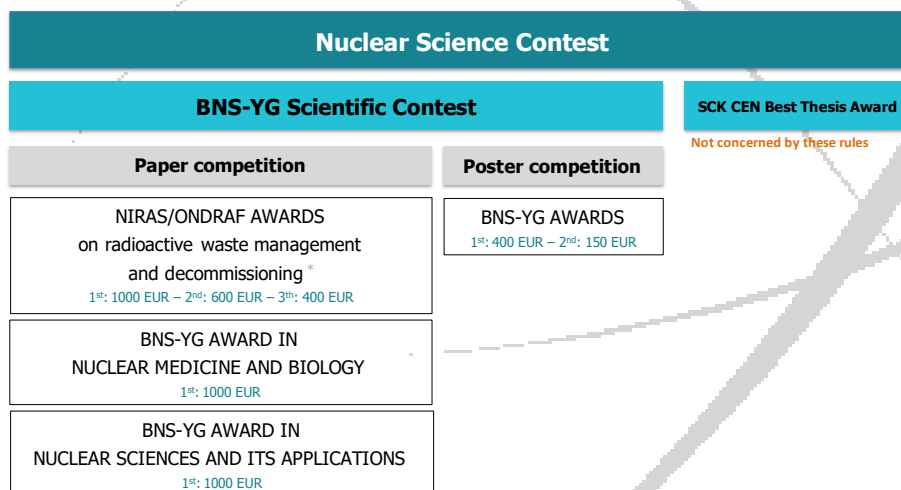 Nuclear Science Contest
BNS-YG Scientific Contest
SCK CEN Best Thesis Award
Not concerned by these rules
Paper competition
Poster competition
NIRAS/ONDRAF AWARDS
on radioactive waste management
and decommissioning *
1st: 1000 EUR – 2nd: 600 EUR – 3th: 400 EUR
BNS-YG AWARDS
1st: 400 EUR – 2nd: 150 EUR
BNS-YG AWARD IN
NUCLEAR MEDICINE AND BIOLOGY
1st: 1000 EUR
BNS-YG AWARD IN
NUCLEAR SCIENCES AND ITS APPLICATIONS
1st: 1000 EUR